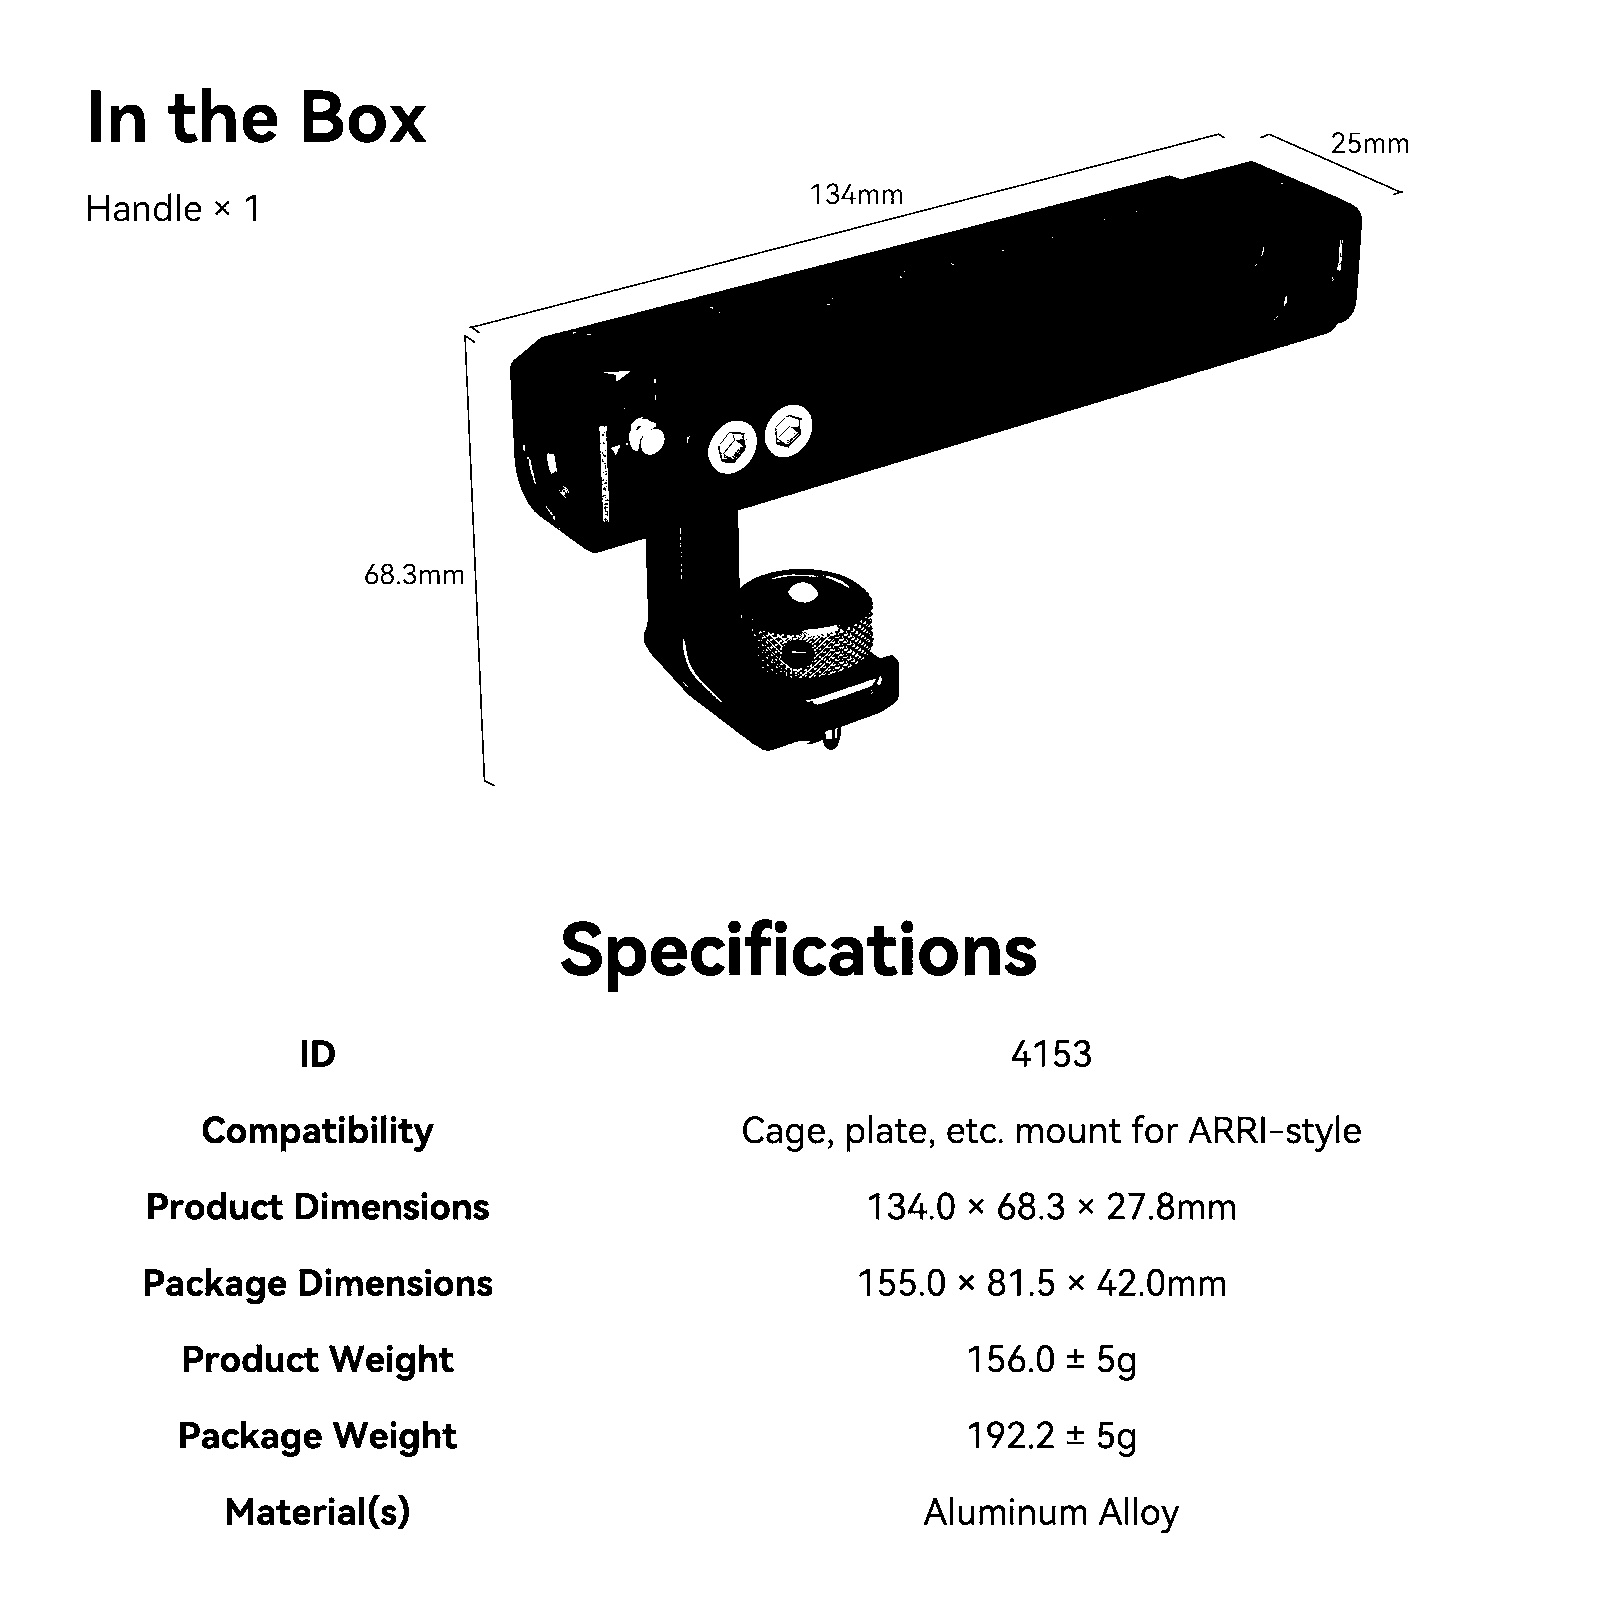 In the Box
Handle × 1
134mm
25mm
68.3mm
Specifications
ID 4153
Compatibility Cage, plate, etc. mount for ARRI-style
Product Dimensions 134.0 × 68.3 × 27.8mm
Package Dimensions 155.0 × 81.5 × 42.0mm
Product Weight 156.0 ± 5g
Package Weight 192.2 ± 5g
Material(s) Aluminum Alloy